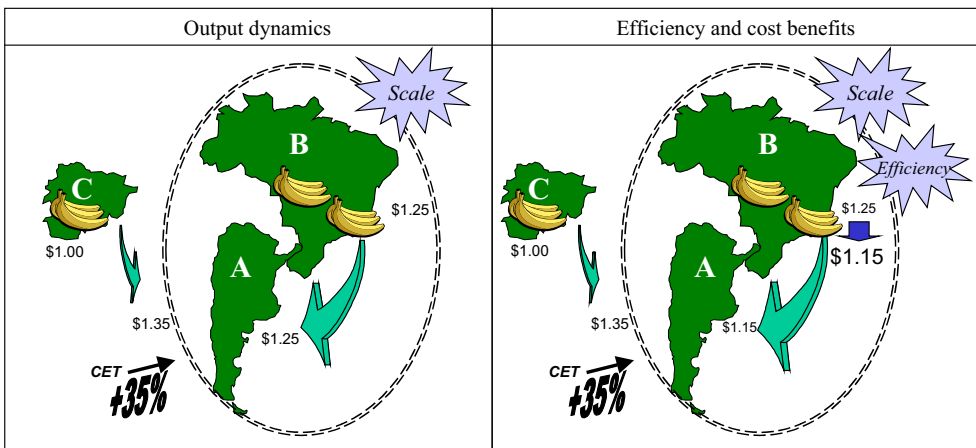 Output dynamics
Efficiency and cost benefits
Scale
B
C
$1.25
$1.00
A
$1.35
$1.25
CET
+35%
Scale
B
Efficiency
C
$1.25
$1.00
$1.15
A
$1.35
$1.15
CET
+35%